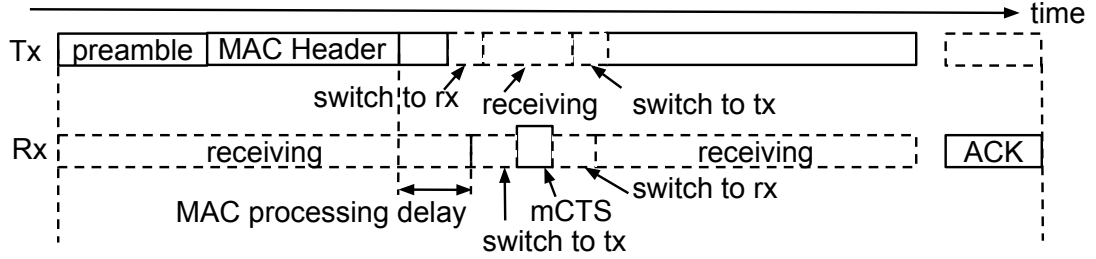 time
Tx preamble MAC Header
switch to rx receiving switch to tx
Rx receiving receiving ACK
switch to rx
MAC processing delay mCTS
switch to tx